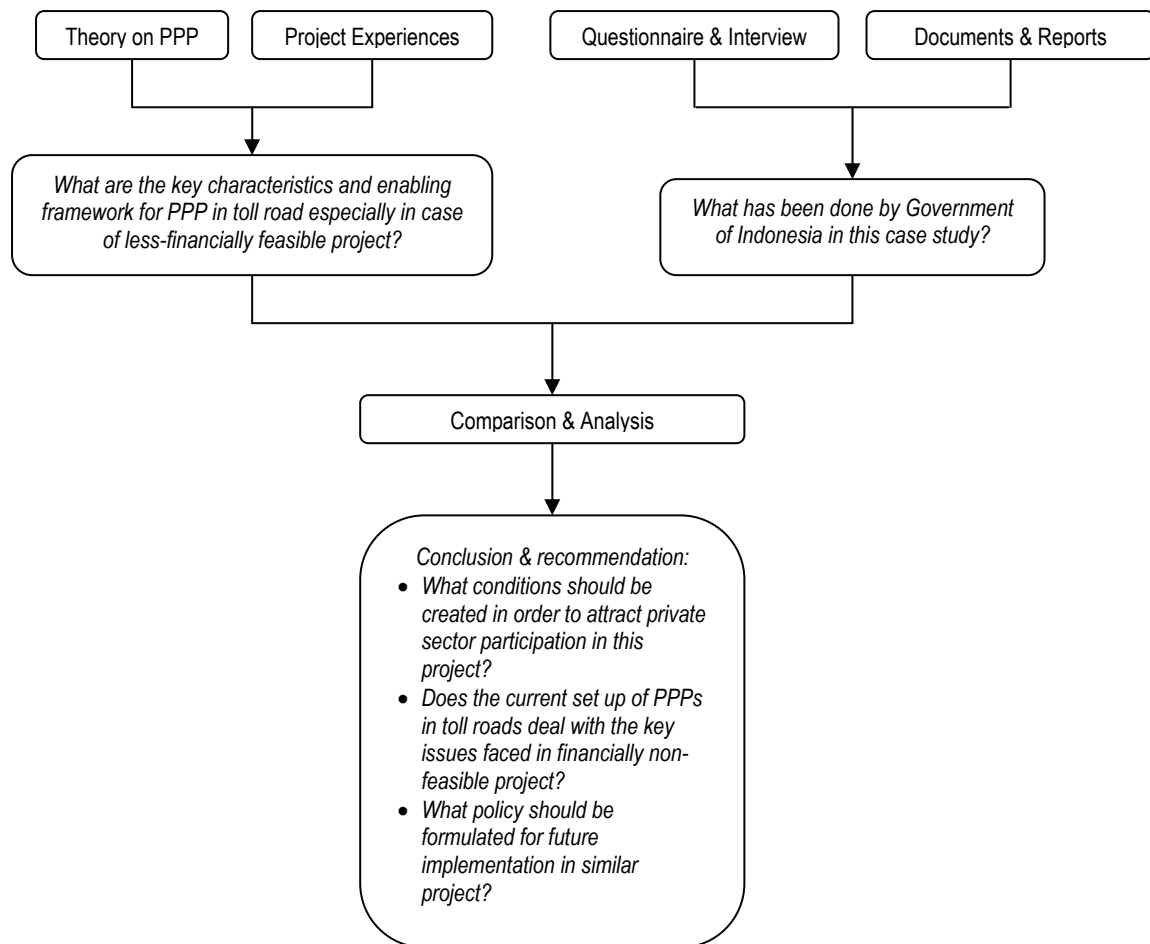 Theory on PPP
Project Experiences
Questionnaire & Interview
Documents & Reports
What are the key characteristics and enabling
framework for PPP in toll road especially in case
of less-financially feasible project?
What has been done by Government
of Indonesia in this case study?
Comparison & Analysis
Conclusion & recommendation:
• What conditions should be
created in order to attract private
sector participation in this
project?
• Does the current set up of PPPs
in toll roads deal with the key
issues faced in financially non-
feasible project?
• What policy should be
formulated for future
implementation in similar
project?